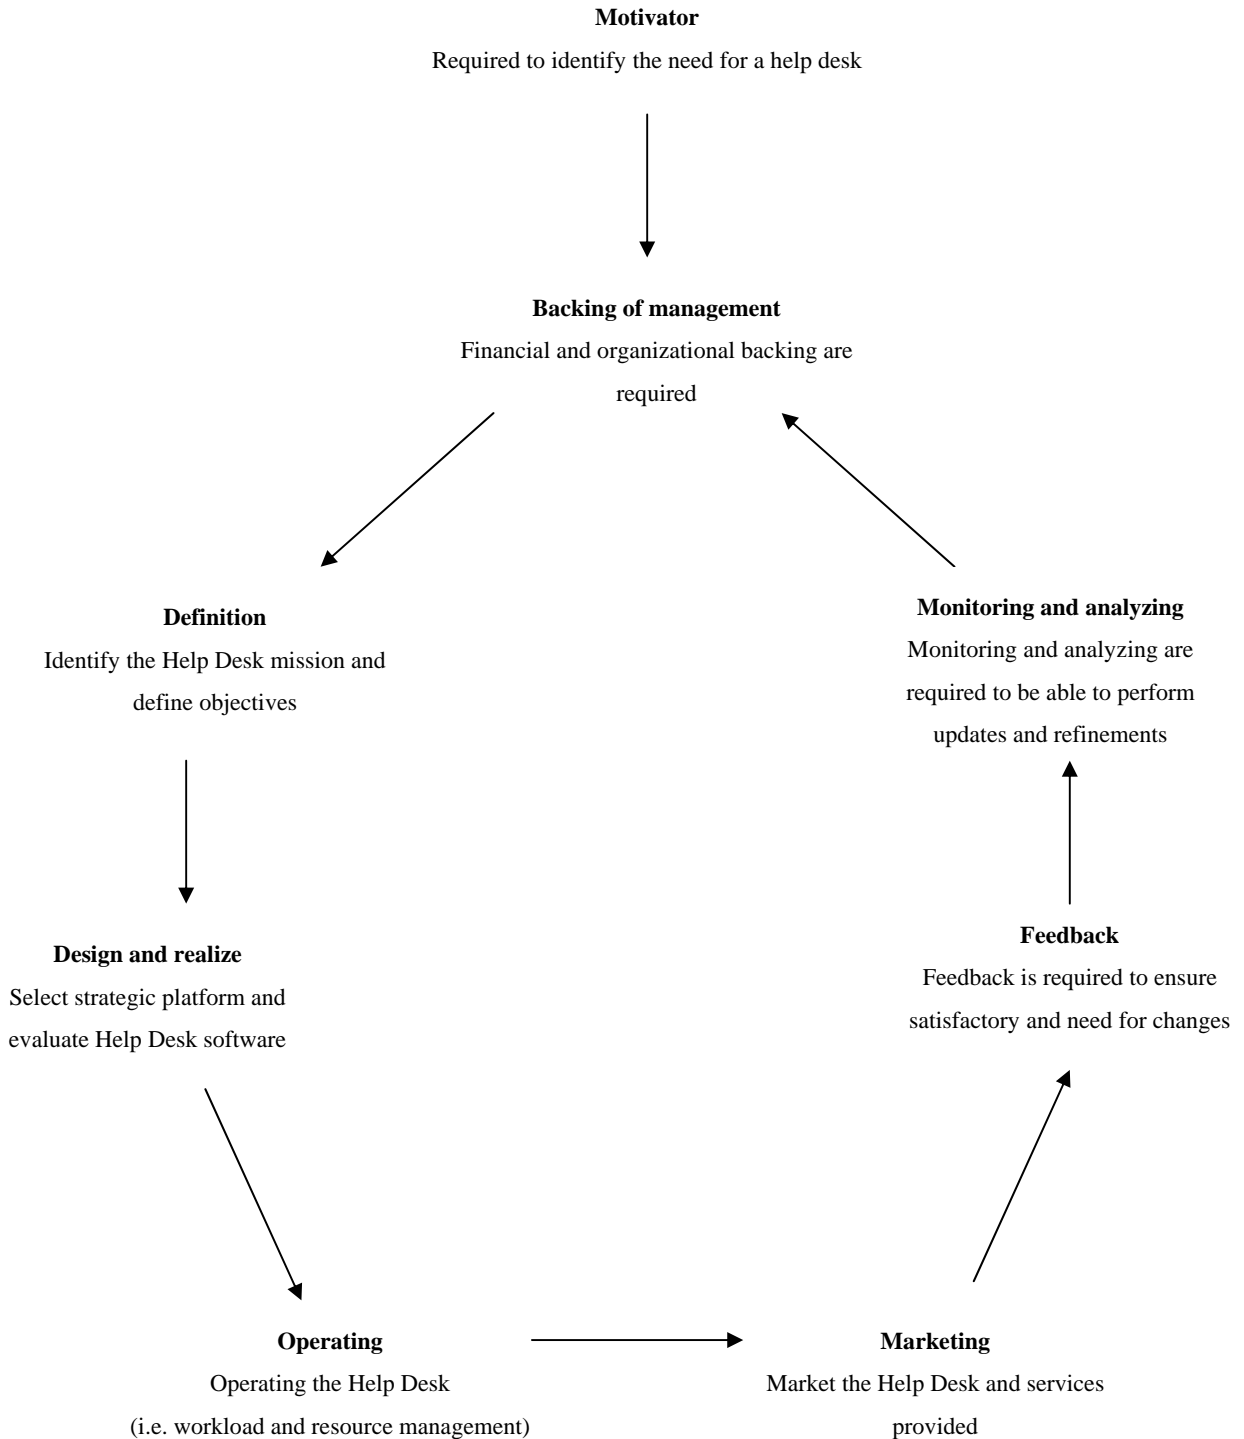 Motivator
Required to identify the need for a help desk
Backing of management
Financial and organizational backing are
required
Definition
Identify the Help Desk mission and
define objectives
Monitoring and analyzing
Monitoring and analyzing are
required to be able to perform
updates and refinements
Design and realize
Select strategic platform and
evaluate Help Desk software
Feedback
Feedback is required to ensure
satisfactory and need for changes
Operating
Operating the Help Desk
(i.e. workload and resource management)
Marketing
Market the Help Desk and services
provided